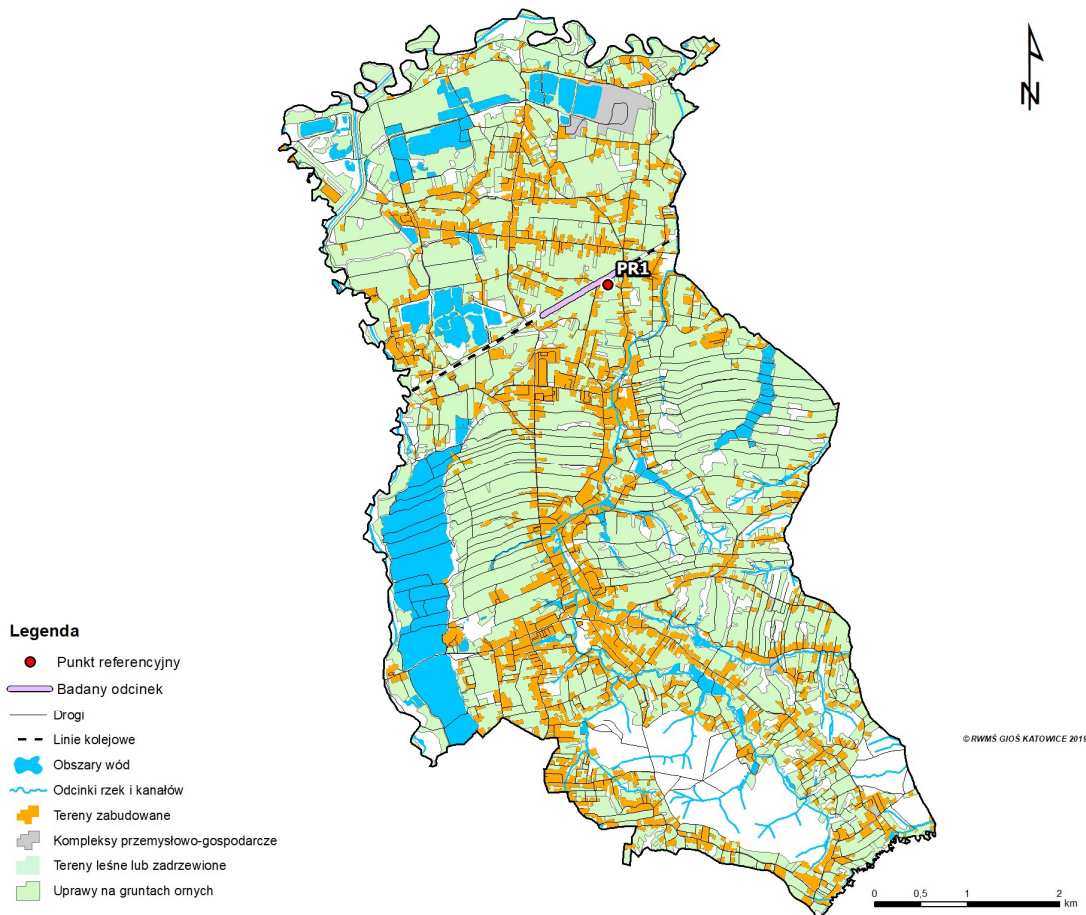 N
PR1
Legenda
Punkt referencyjny
Badany odcinek
Drogi
Linie kolejowe
Obszary wód
Odcinki rzek i kanałów
Tereny zabudowane
Kompleksy przemysłowo-gospodarcze
Tereny leśne lub zadrzewione
Uprawy na gruntach ornych
© RWMŚ GIOŚ KATOWICE 2019
0 0,5 1 2
km